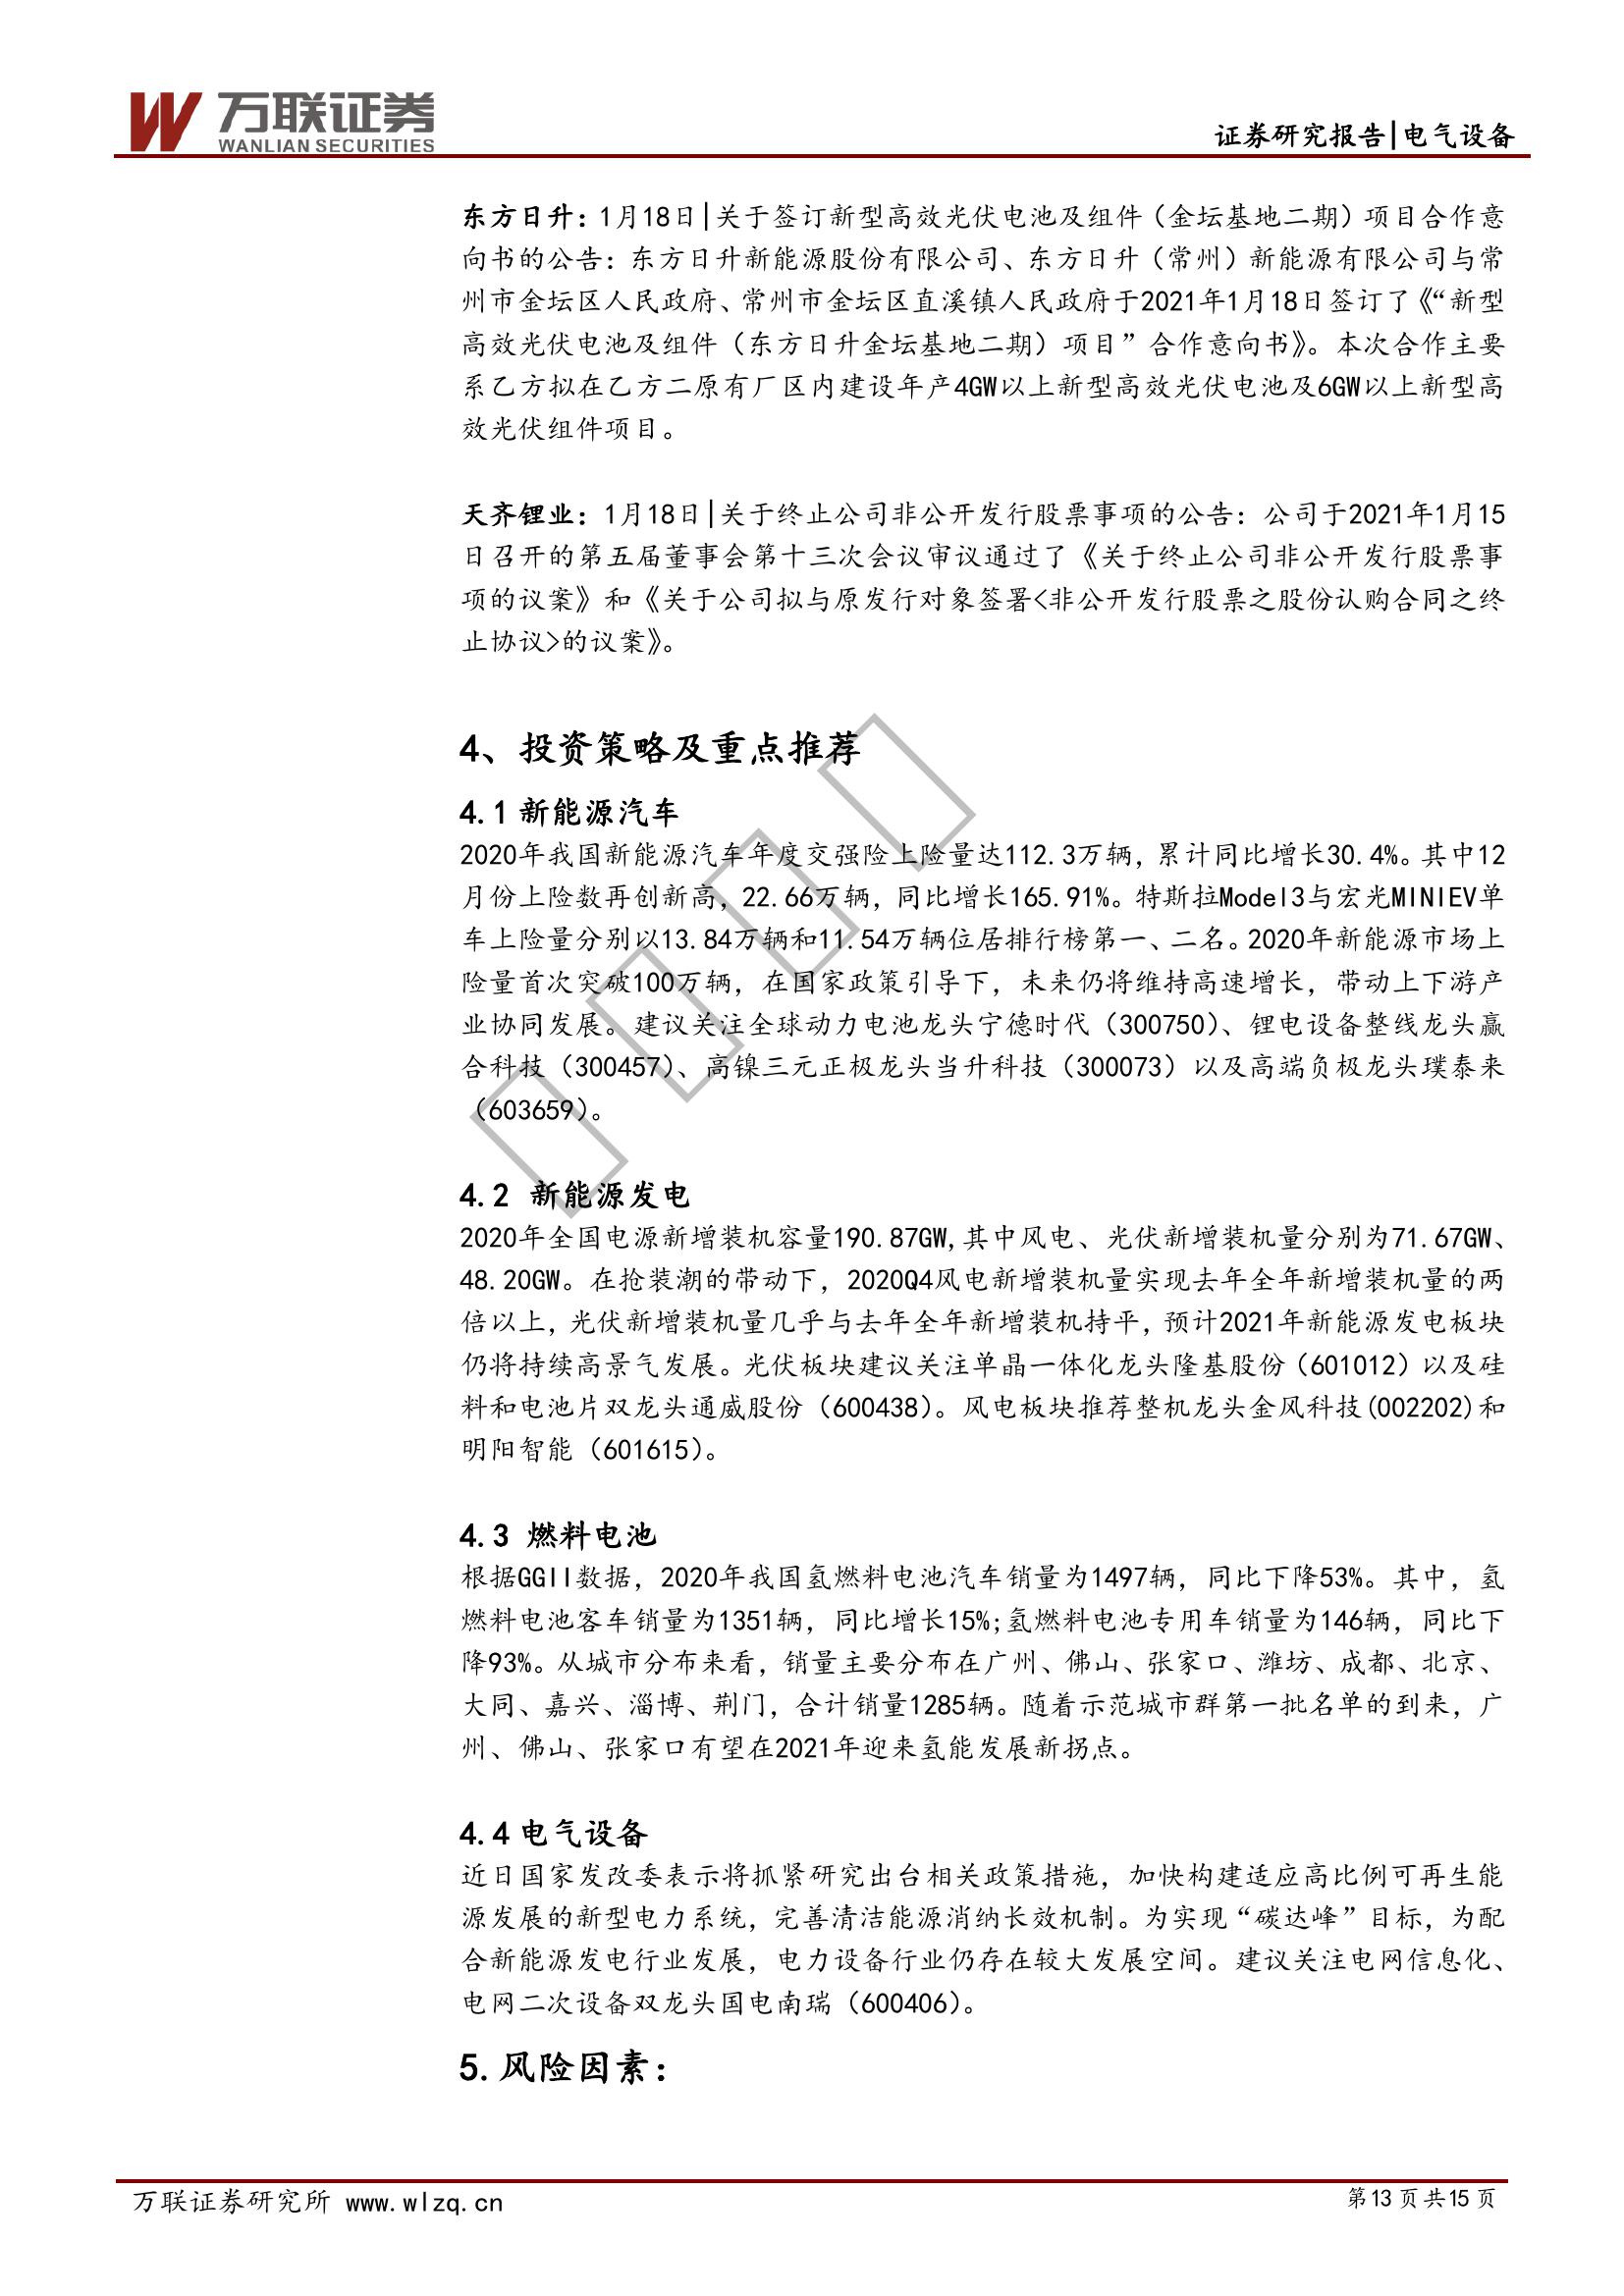 万联证券
WANLIAN SECURITIES
证券研究报告|电气设备
东方日升：1月18日|关于签订新型高效光伏电池及组件（金坛基地二期）项目合作意
向书的公告：东方日升新能源股份有限公司、东方日升（常州）新能源有限公司与常
州市金坛区人民政府、常州市金坛区直溪镇人民政府于2021年1月18日签订了《“新型
高效光伏电池及组件（东方日升金坛基地二期）项目”合作意向书》。本次合作主要
系乙方拟在乙方二原有厂区内建设年产4GW以上新型高效光伏电池及6GW以上新型高
效光伏组件项目。
天齐锂业：1月18日|关于终止公司非公开发行股票事项的公告：公司于2021年1月15
日召开的第五届董事会第十三次会议审议通过了《关于终止公司非公开发行股票事
项的议案》和《关于公司拟与原发行对象签署<非公开发行股票之股份认购合同之终
止协议>的议案》。
4、投资策略及重点推荐
4.1 新能源汽车
2020年我国新能源汽车年度交强险上险量达112.3万辆，累计同比增长30.4%。其中12
月份上险数再创新高，22.66万辆，同比增长165.91%。特斯拉Model3与宏光MINIEV单
车上险量分别以13.84万辆和11.54万辆位居排行榜第一、二名。2020年新能源市场上
险量首次突破100万辆，在国家政策引导下，未来仍将维持高速增长，带动上下游产
业协同发展。建议关注全球动力电池龙头宁德时代（300750）、锂电设备整线龙头赢
合科技（300457）、高镍三元正极龙头当升科技（300073）以及高端负极龙头璞泰来
（603659）。
4.2 新能源发电
2020年全国电源新增装机容量190.87GW,其中风电、光伏新增装机量分别为71.67GW、
48.20GW。在抢装潮的带动下，2020Q4风电新增装机量实现去年全年新增装机量的两
倍以上，光伏新增装机量几乎与去年全年新增装机持平，预计2021年新能源发电板块
仍将持续高景气发展。光伏板块建议关注单晶一体化龙头隆基股份（601012）以及硅
料和电池片双龙头通威股份（600438）。风电板块推荐整机龙头金风科技(002202)和
明阳智能（601615）。
4.3 燃料电池
根据GGII数据，2020年我国氢燃料电池汽车销量为1497辆，同比下降53%。其中，氢
燃料电池客车销量为1351辆，同比增长15%;氢燃料电池专用车销量为146辆，同比下
降93%。从城市分布来看，销量主要分布在广州、佛山、张家口、潍坊、成都、北京、
大同、嘉兴、淄博、荆门，合计销量1285辆。随着示范城市群第一批名单的到来，广
州、佛山、张家口有望在2021年迎来氢能发展新拐点。
4.4 电气设备
近日国家发改委表示将抓紧研究出台相关政策措施，加快构建适应高比例可再生能
源发展的新型电力系统，完善清洁能源消纳长效机制。为实现“碳达峰”目标，为配
合新能源发电行业发展，电力设备行业仍存在较大发展空间。建议关注电网信息化、
电网二次设备双龙头国电南瑞（600406）。
5.风险因素：
万联证券研究所 www.wlzq.cn
第13页共15页